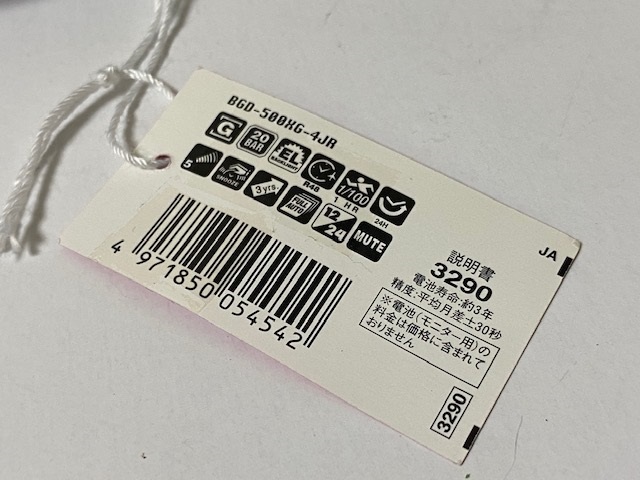 BGD-500XG-4JR
G
20
BAR
EL
BACKLIGHT
R48
1/100
1 HR
24H
5
SNOOZE
3 yrs.
FULL
AUTO
12/24
MUTE
4 971850 054542
JA
説明書
3290
電池寿命:約3年
精度:平均月差±30秒
※電池(モニター用)の
料金は価格に含まれて
おりません
3290